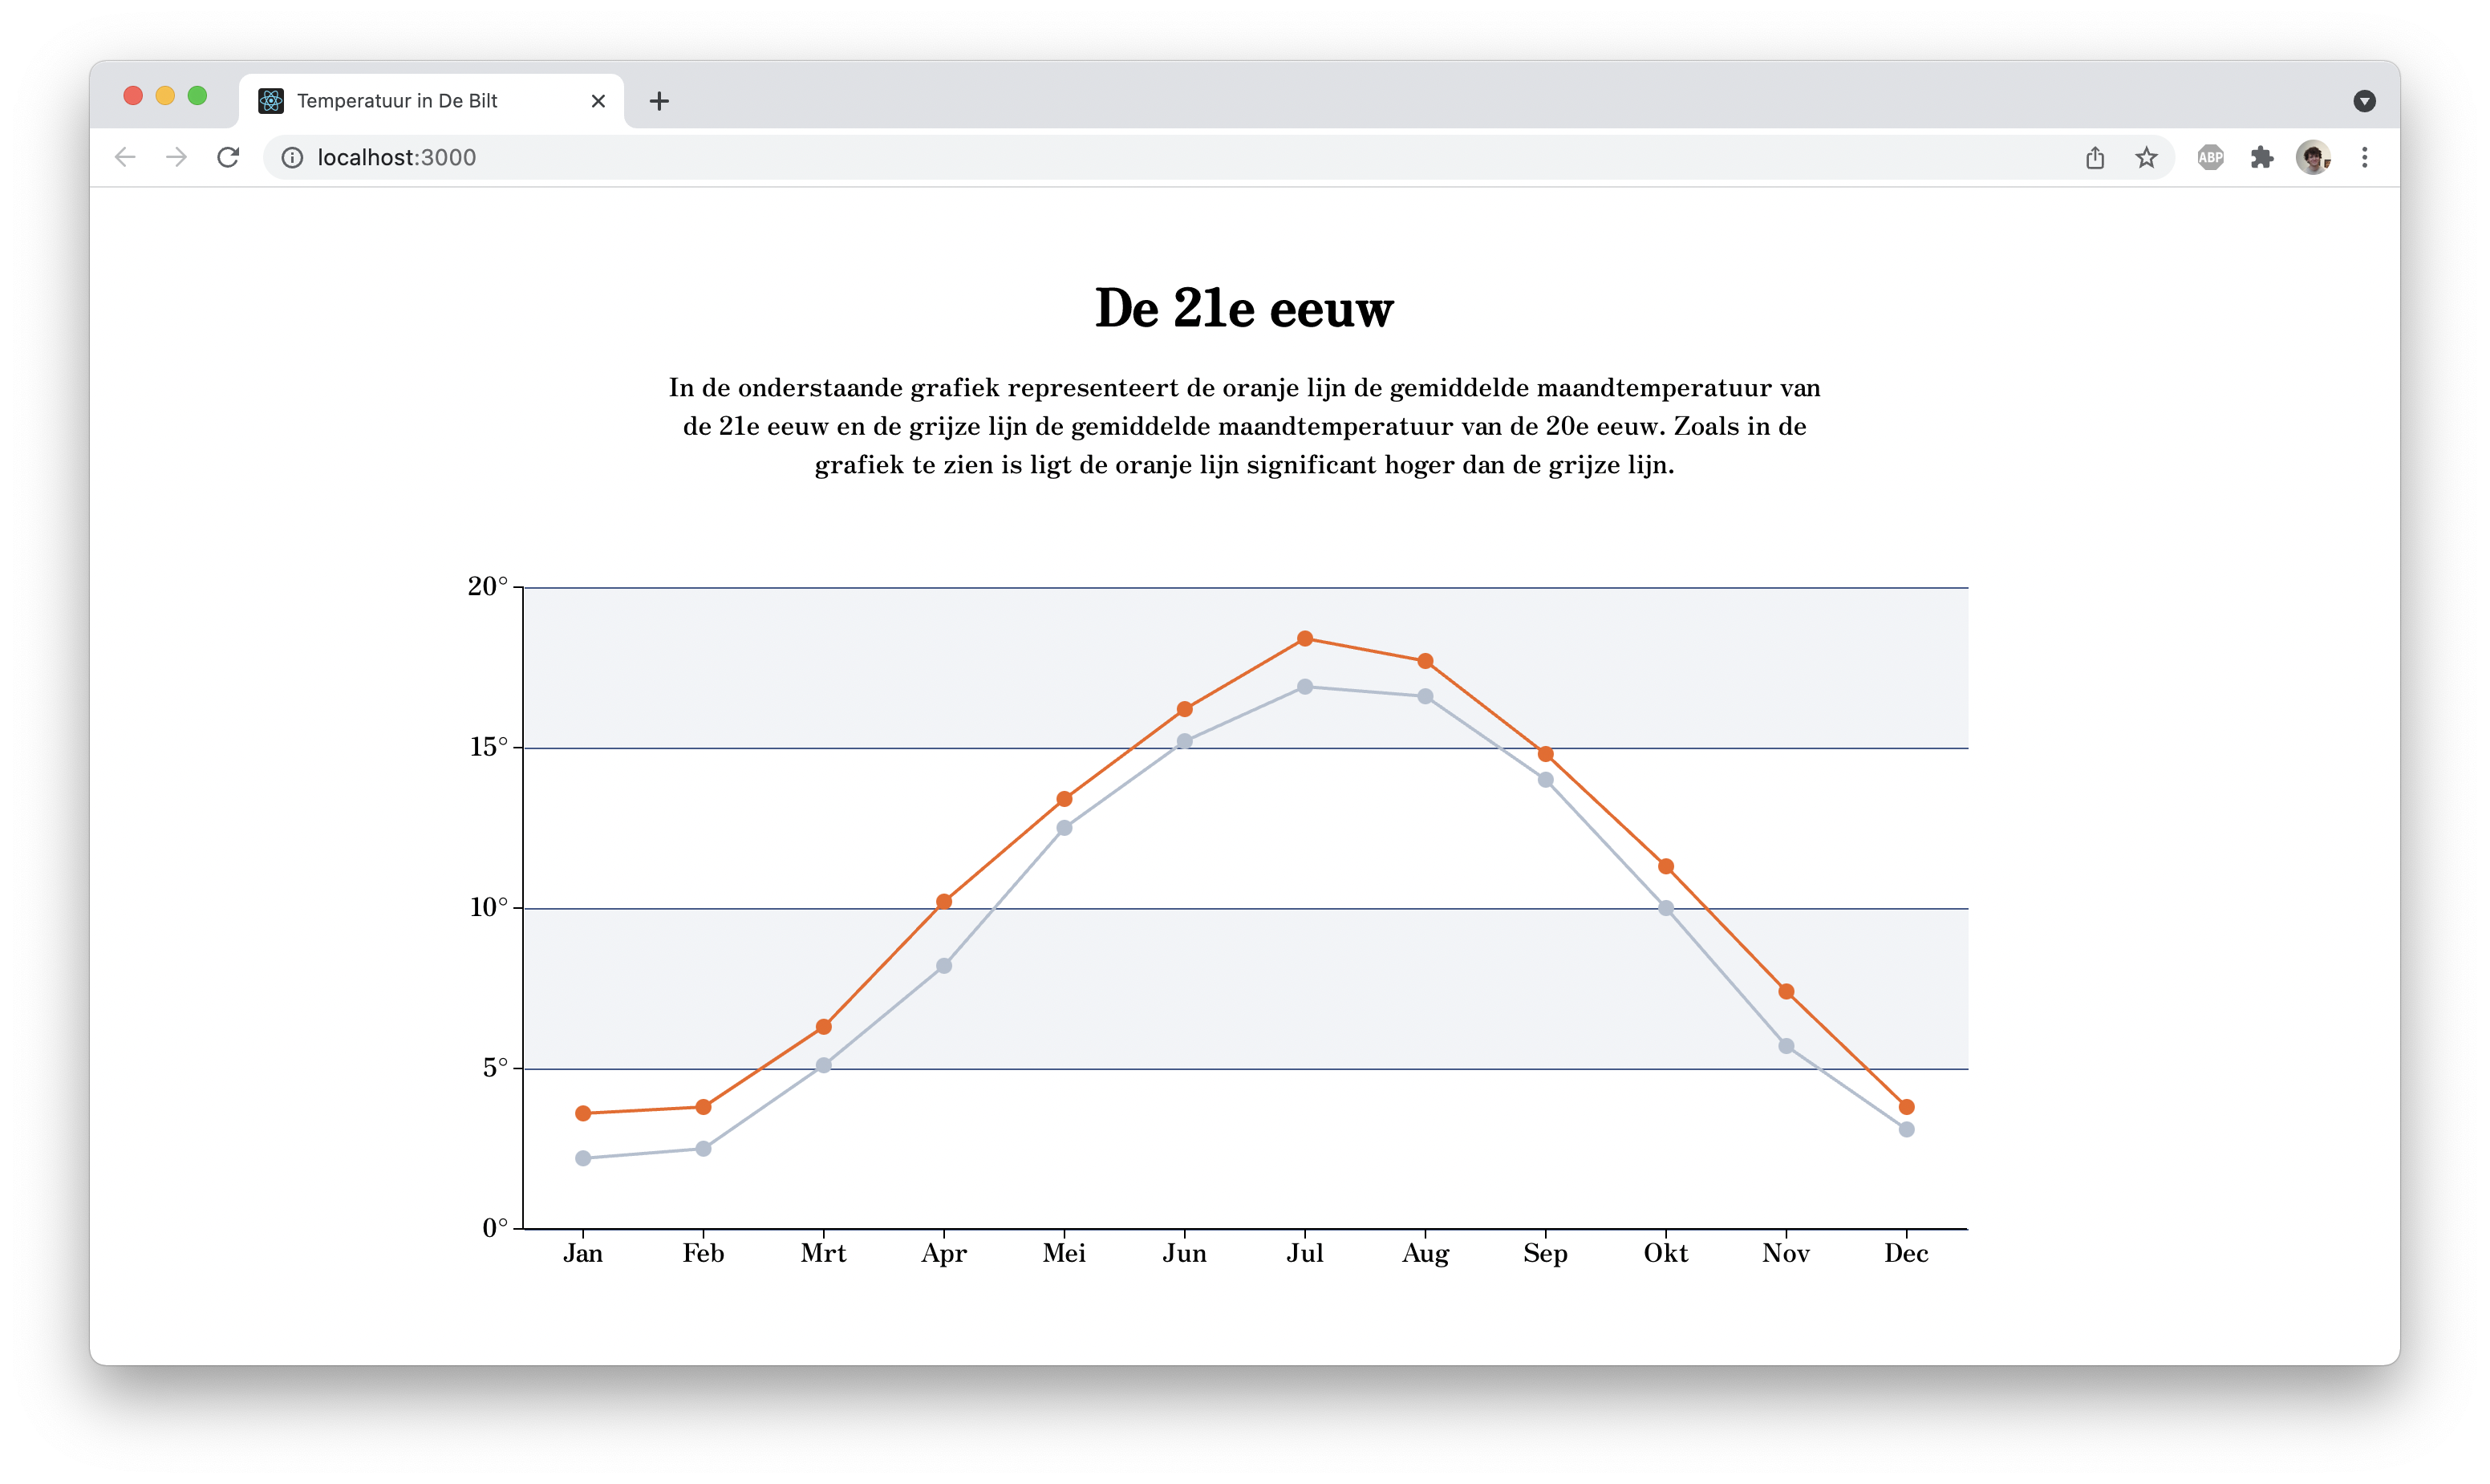 Temperatuur in De Bilt
localhost:3000
ABP
De 21e eeuw
In de onderstaande grafiek representeert de oranje lijn de gemiddelde maandtemperatuur van
de 21e eeuw en de grijze lijn de gemiddelde maandtemperatuur van de 20e eeuw. Zoals in de
grafiek te zien is ligt de oranje lijn significant hoger dan de grijze lijn.
20°
15°
10°
5°
0°
Jan Feb Mrt Apr Mei Jun Jul Aug Sep Okt Nov Dec